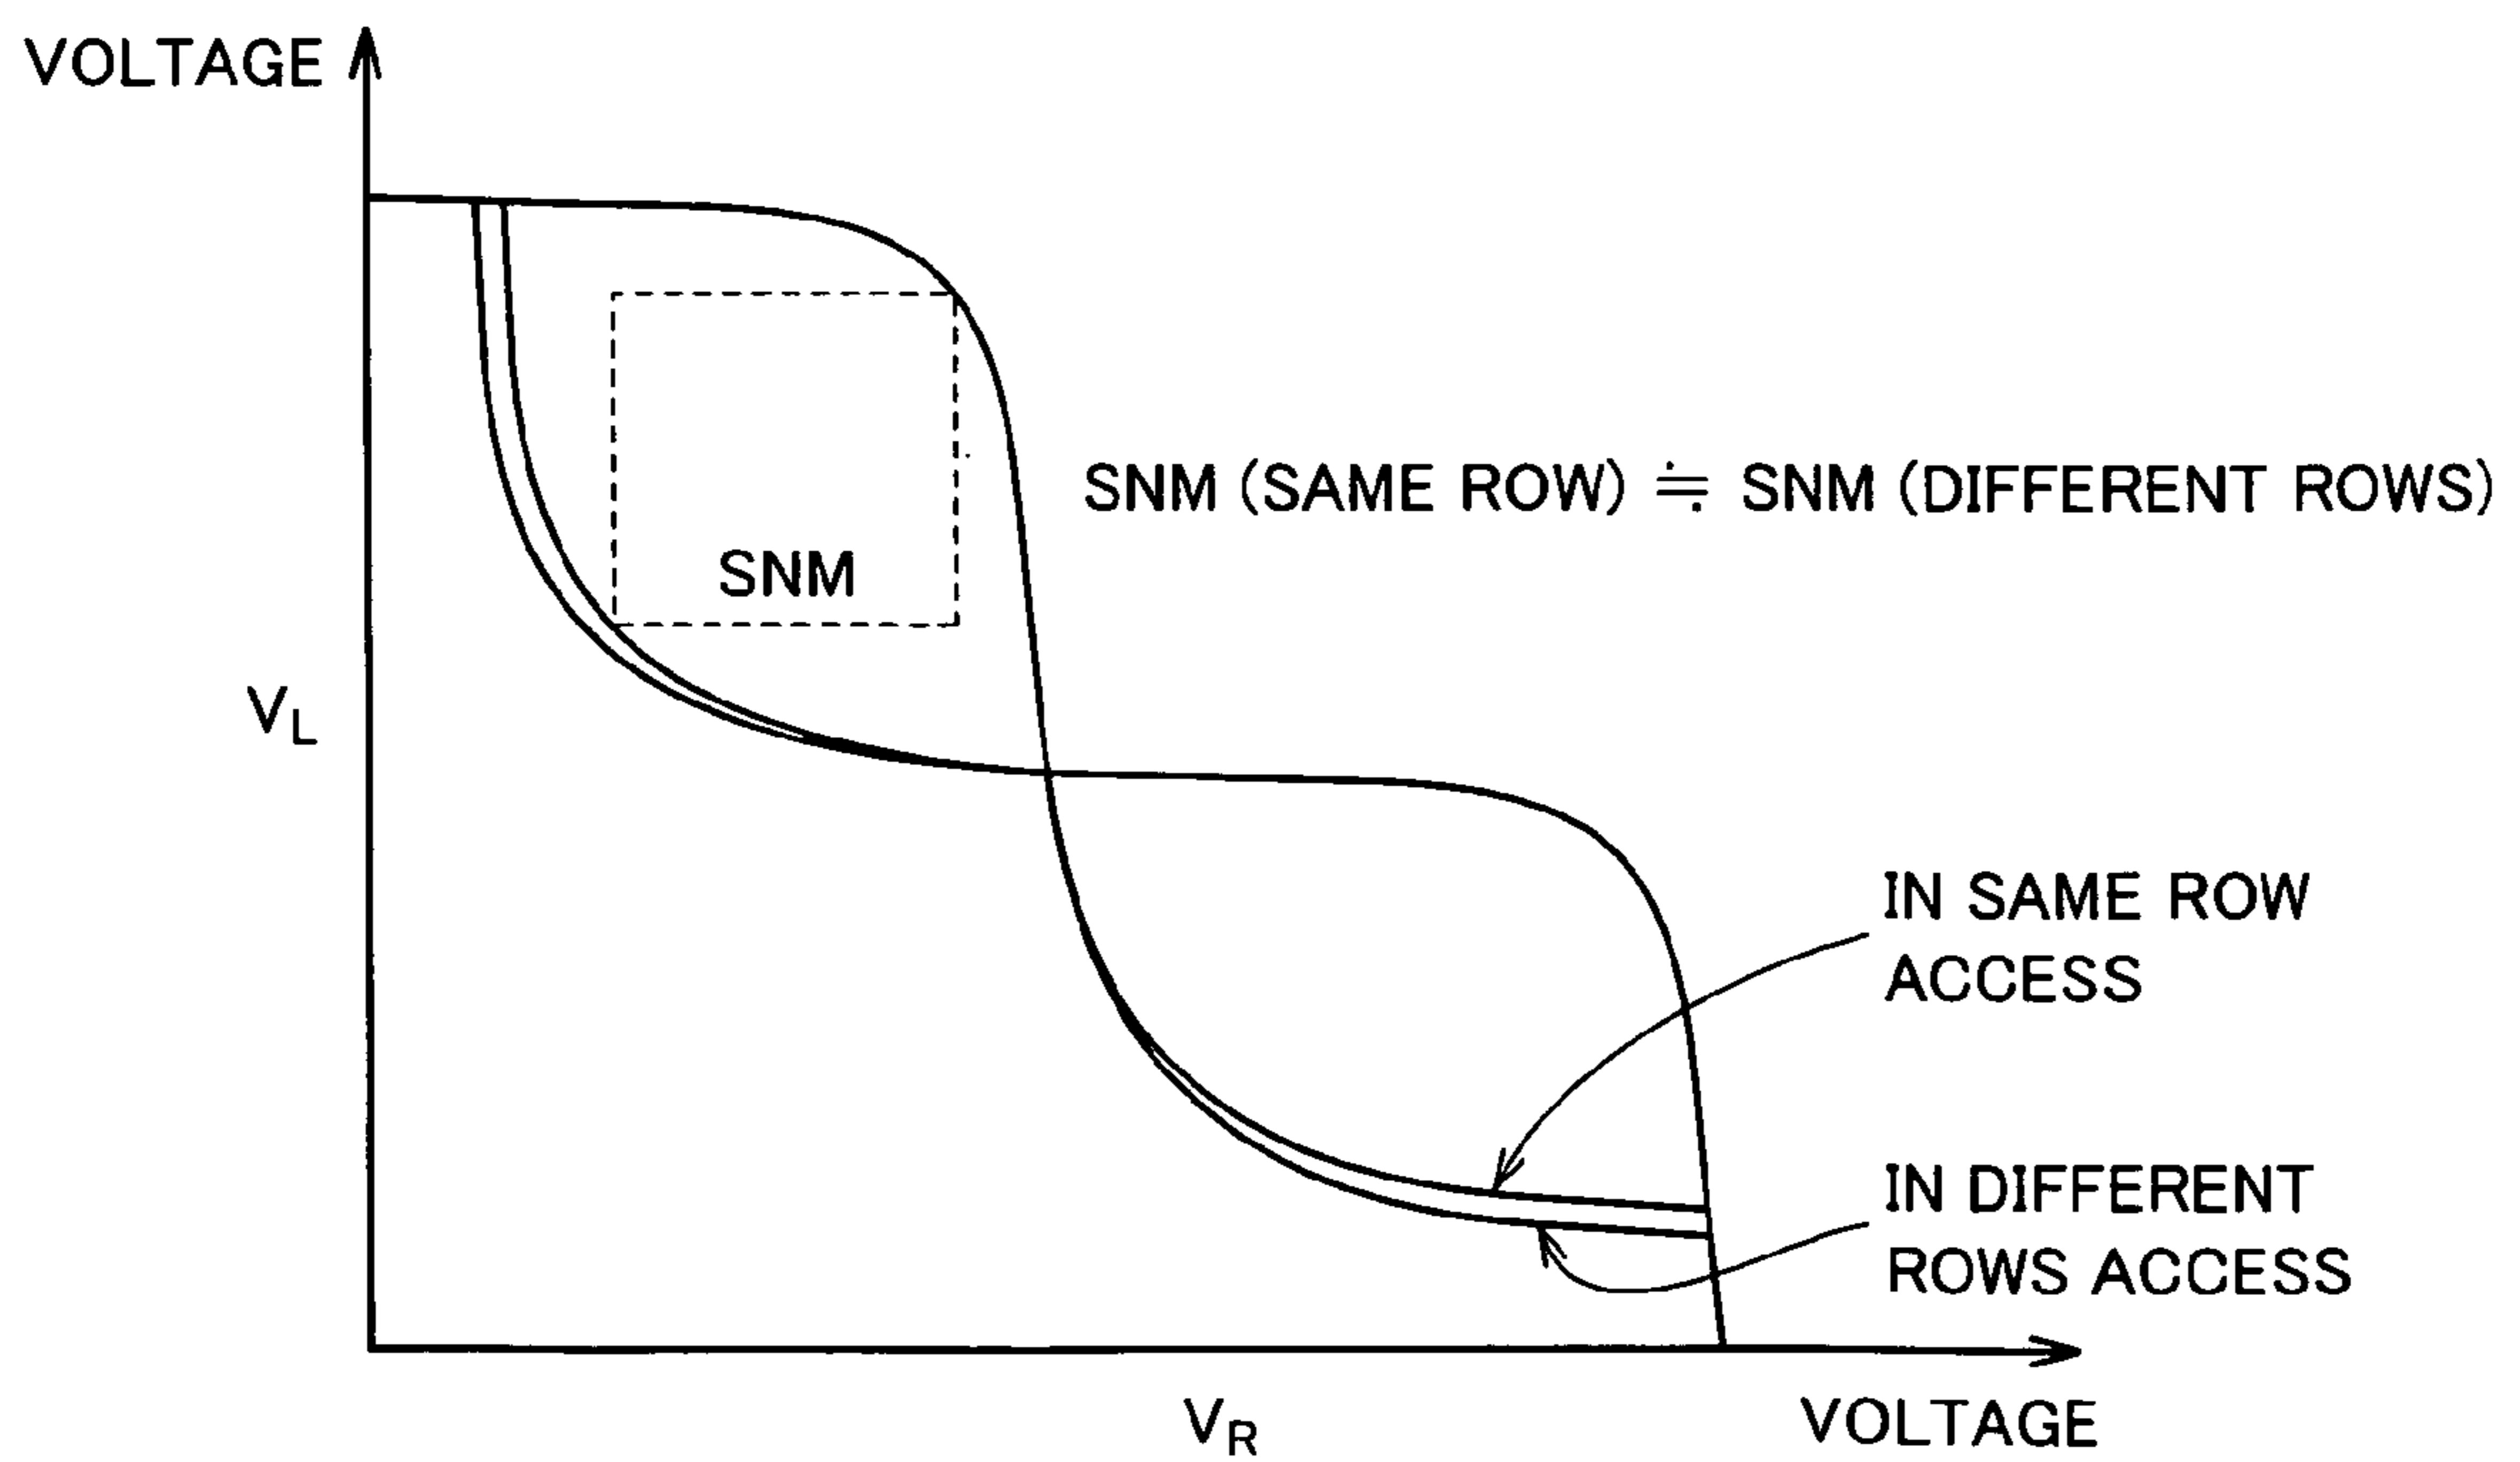 VOLTAGE
SNM (SAME ROW) ≒ SNM (DIFFERENT ROWS)
SNM
VL
IN SAME ROW
ACCESS
IN DIFFERENT
ROWS ACCESS
VR
VOLTAGE